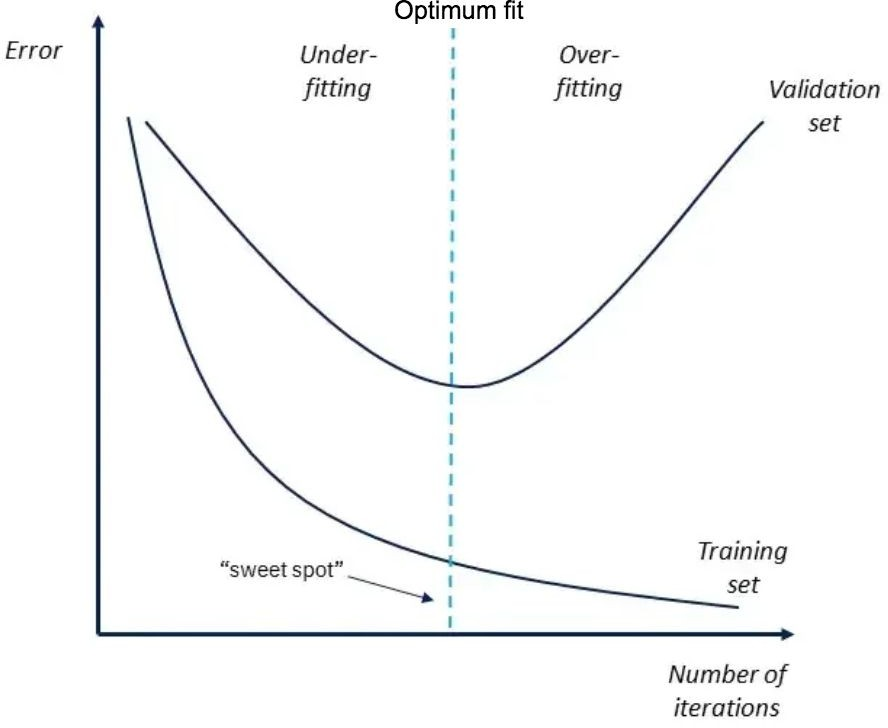 Optimum fit
Error
Under-
fitting
Over-
fitting
Validation
set
“sweet spot”
Training
set
Number of
iterations